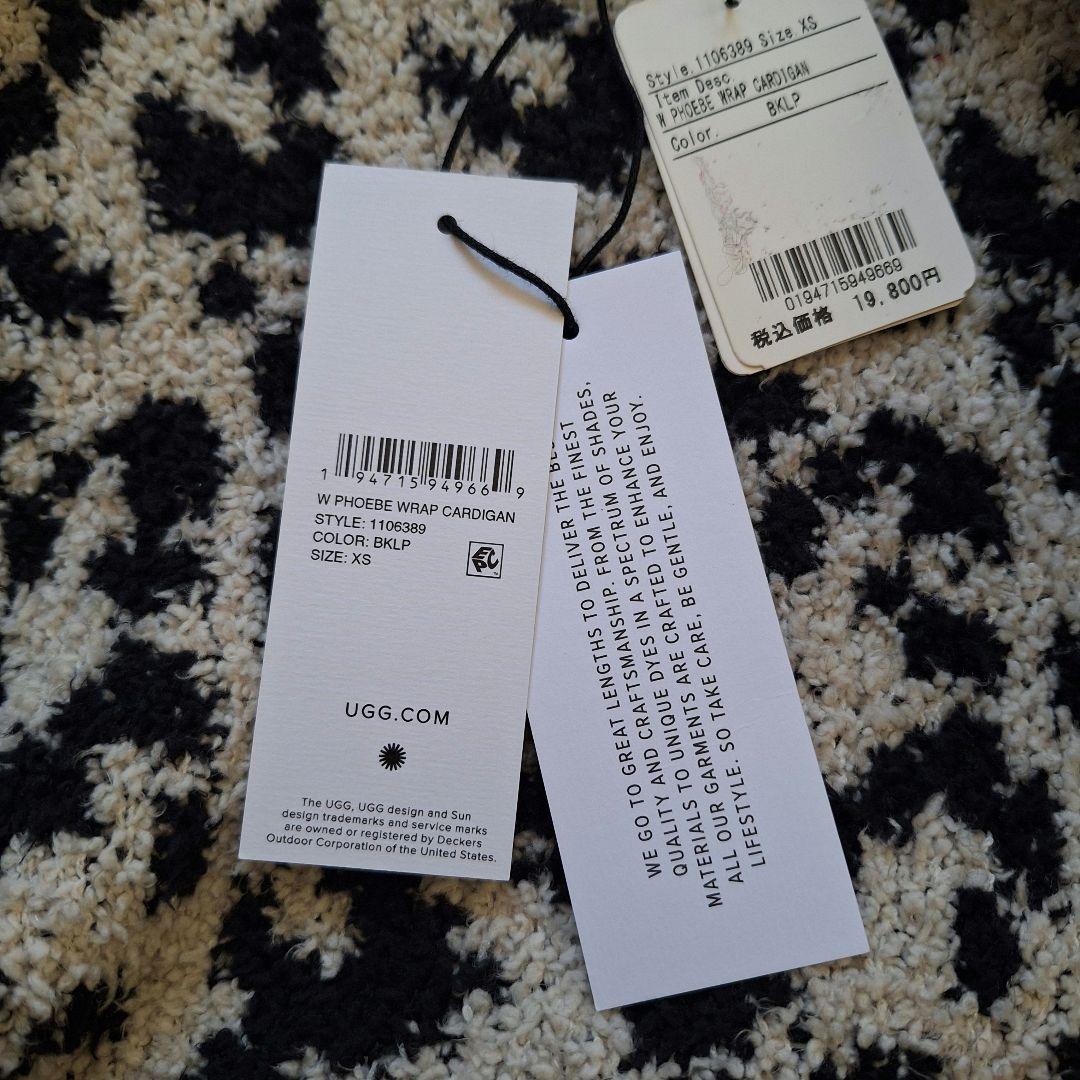 Style.1106389 Size XS
Item Desc.
W PHOEBE WRAP CARDIGAN
Color. BKLP
0194715949669
税込価格 19,800円
1 94715 94966 9
W PHOEBE WRAP CARDIGAN
STYLE: 1106389
COLOR: BKLP
SIZE: XS
EPC
UGG.COM
The UGG, UGG design and Sun
design trademarks and service marks
are owned or registered by Deckers
Outdoor Corporation of the United States.
WE GO TO GREAT LENGTHS TO DELIVER THE
QUALITY AND CRAFTSMANSHIP. FROM THE FINEST
MATERIALS TO UNIQUE DYES IN A SPECTRUM OF SHADES,
ALL OUR GARMENTS ARE CRAFTED TO ENHANCE YOUR
LIFESTYLE. SO TAKE CARE, BE GENTLE, AND ENJOY.